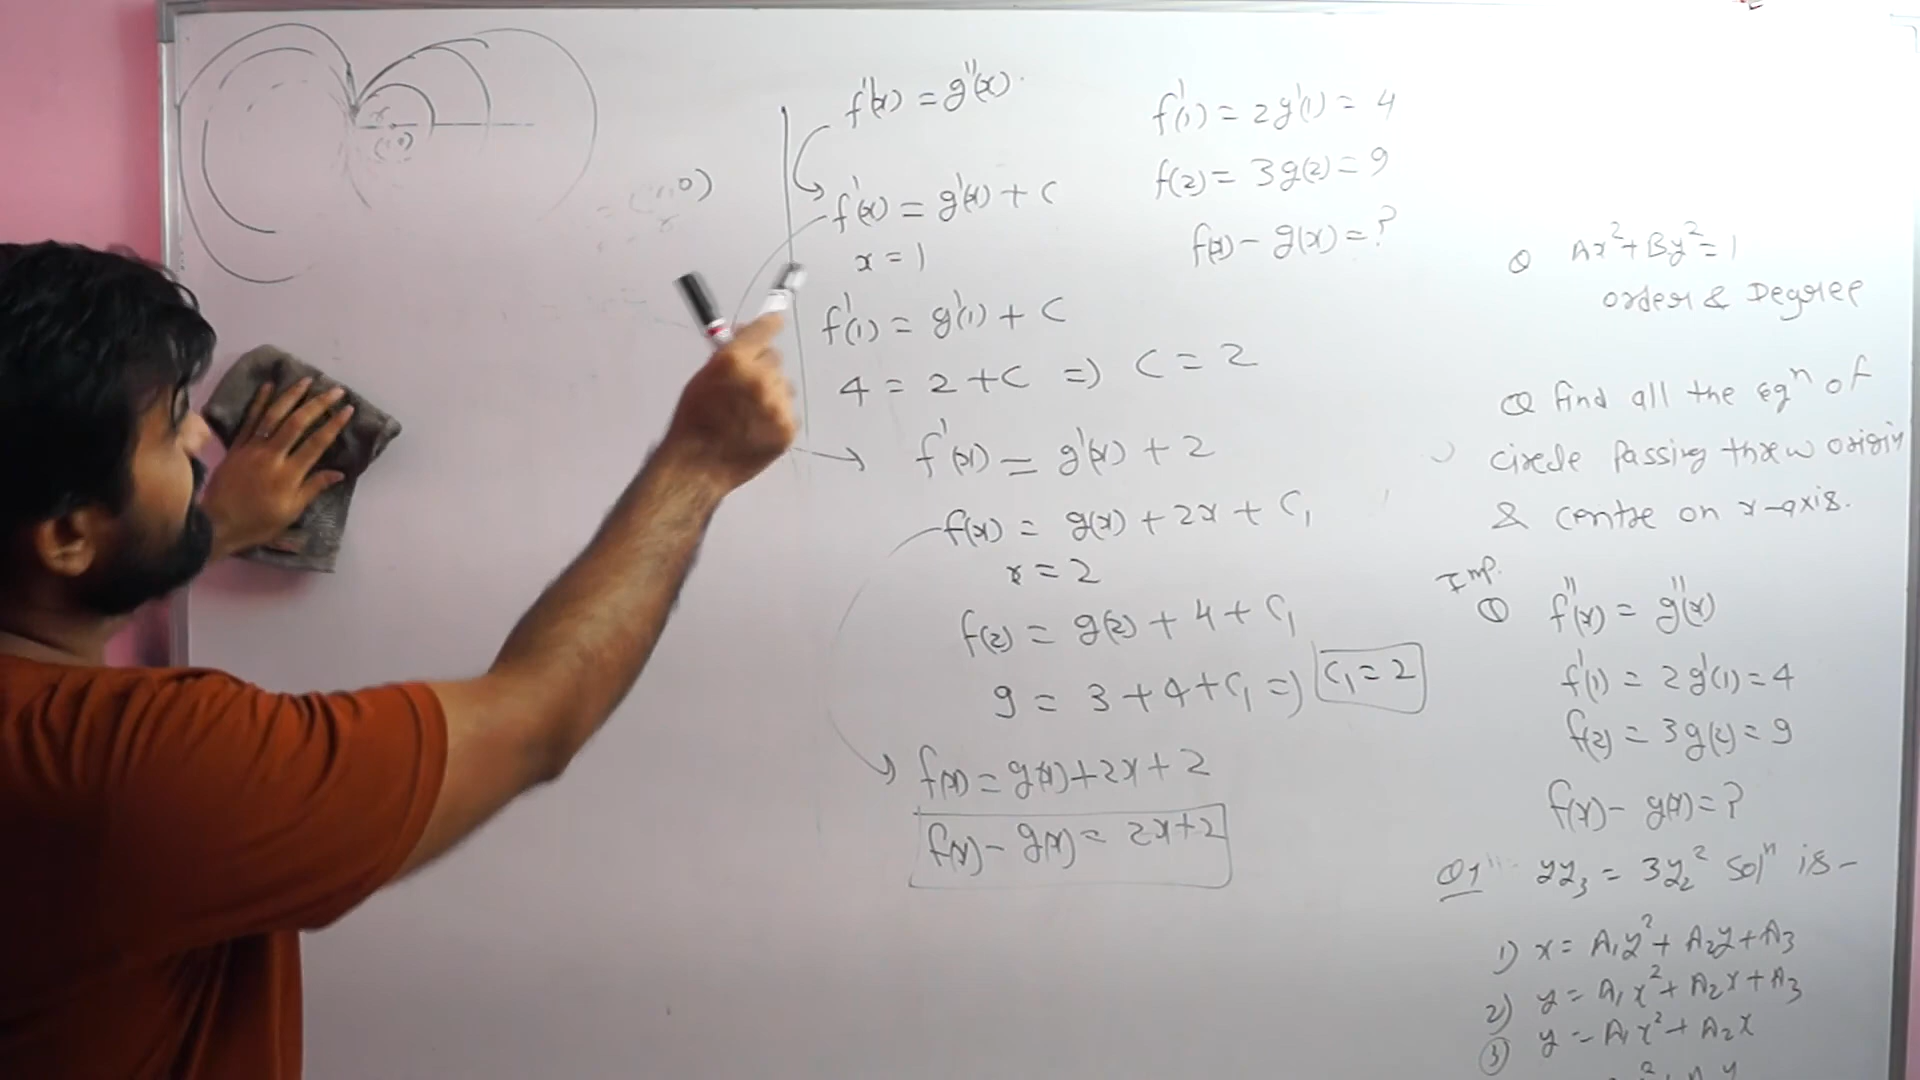 f''(x) = g''(x).
f'(x) = g'(x) + C
x = 1
f'(1) = g'(1) + C
4 = 2 + C => C = 2
f'(x) = g'(x) + 2
f(x) = g(x) + 2x + C₁
x = 2
f(2) = g(2) + 4 + C₁
9 = 3 + 4 + C₁ => C₁ = 2
f(x) = g(x) + 2x + 2
f(x) - g(x) = 2x + 2
f'(1) = 2g'(1) = 4
f(2) = 3g(2) = 9
f(x) - g(x) = ?
Q Ax² + By² = 1
order & Degree
Q find all the eqⁿ of
circle passing threw origin
& centre on x-axis.
Imp.
Q f''(x) = g''(x)
f'(1) = 2g'(1) = 4
f(2) = 3g(2) = 9
f(x) - g(x) = ?
Q1 yy₃ = 3y₂² solⁿ is -
1) x = A₁y² + A₂y + A₃
2) y = A₁x² + A₂x + A₃
3) y = A₁x² + A₂x